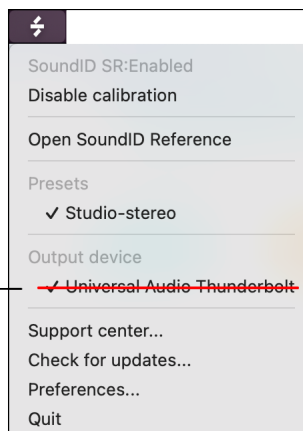 SoundID SR:Enabled
Disable calibration
Open SoundID Reference
Presets
✓ Studio-stereo
Output device
✓ Universal Audio Thunderbolt
Support center...
Check for updates...
Preferences...
Quit